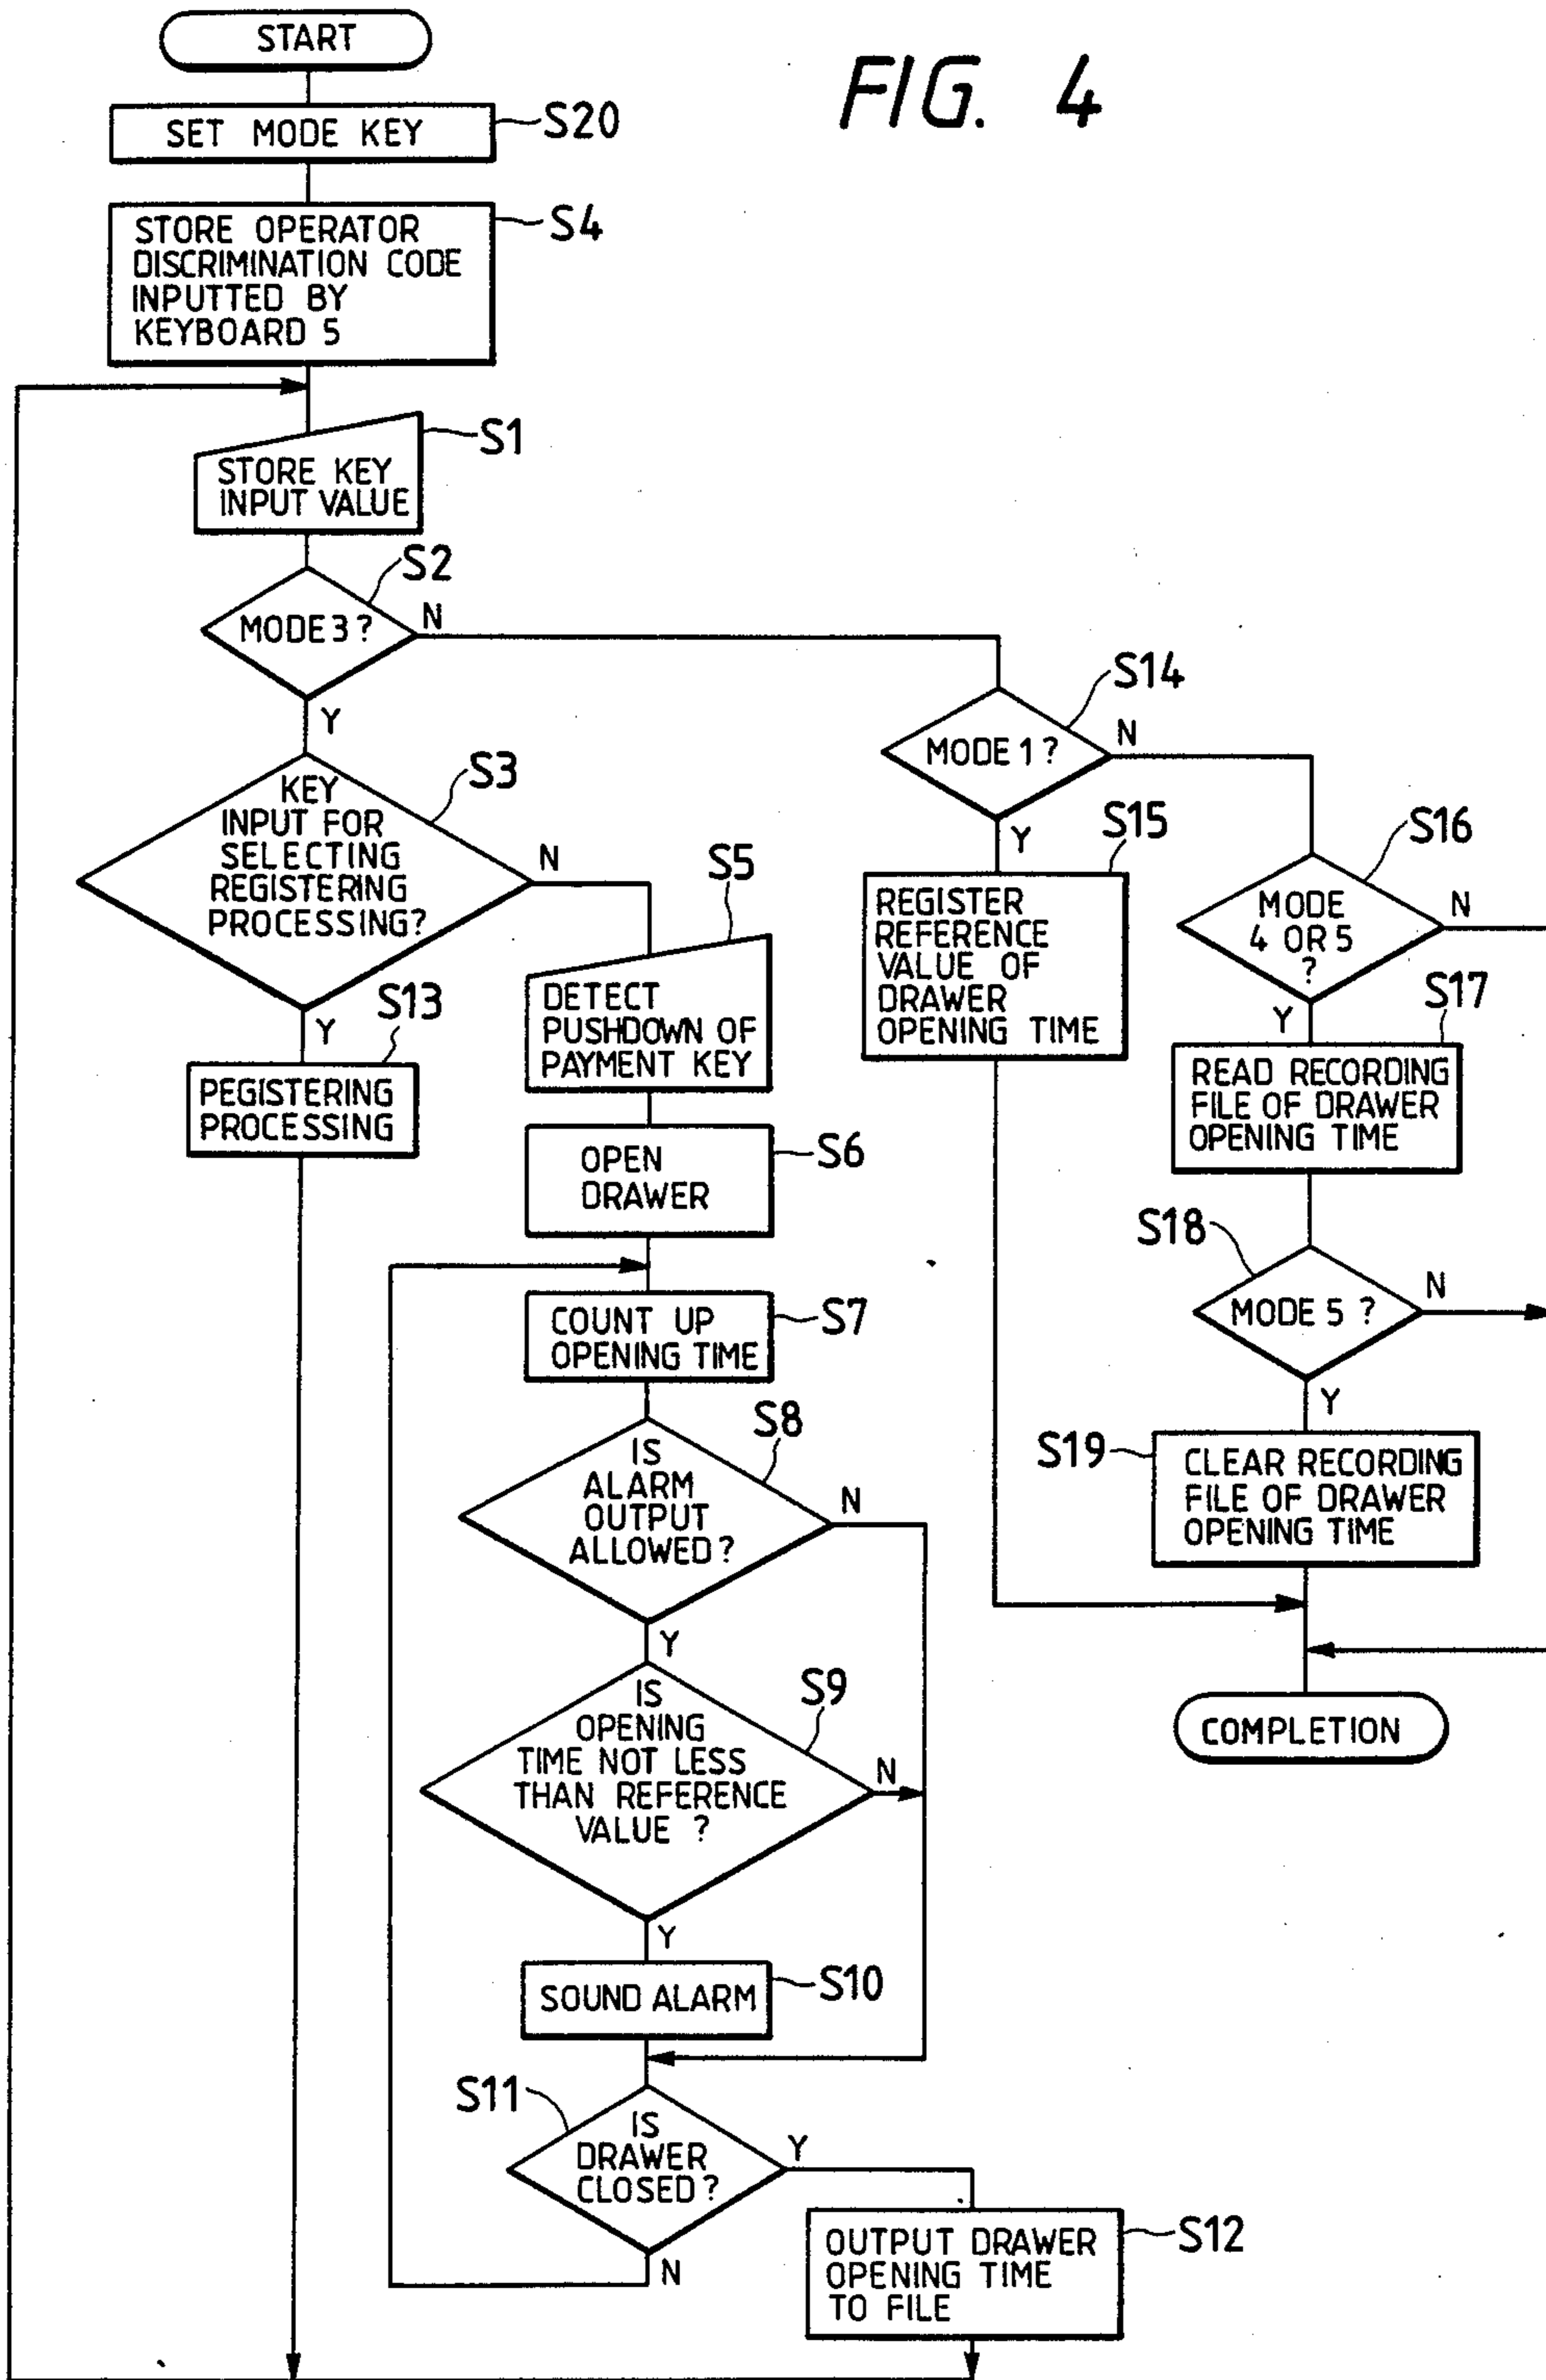 FIG. 4
START
SET MODE KEY
S20
STORE OPERATOR
DISCRIMINATION CODE
INPUTTED BY
KEYBOARD 5
S4
STORE KEY
INPUT VALUE
S1
MODE 3 ?
S2
N
Y
KEY
INPUT FOR
SELECTING
REGISTERING
PROCESSING?
S3
N
Y
S13
PEGISTERING
PROCESSING
S5
DETECT
PUSHDOWN OF
PAYMENT KEY
OPEN
DRAWER
S6
COUNT UP
OPENING TIME
S7
IS
ALARM
OUTPUT
ALLOWED ?
S8
N
Y
IS
OPENING
TIME NOT LESS
THAN REFERENCE
VALUE ?
S9
N
Y
SOUND ALARM
S10
S11
IS
DRAWER
CLOSED ?
Y
N
OUTPUT DRAWER
OPENING TIME
TO FILE
S12
MODE 1 ?
S14
N
Y
S15
REGISTER
REFERENCE
VALUE OF
DRAWER
OPENING TIME
S16
MODE
4 OR 5
?
N
Y
S17
READ RECORDING
FILE OF DRAWER
OPENING TIME
S18
MODE 5 ?
N
Y
S19
CLEAR RECORDING
FILE OF DRAWER
OPENING TIME
COMPLETION